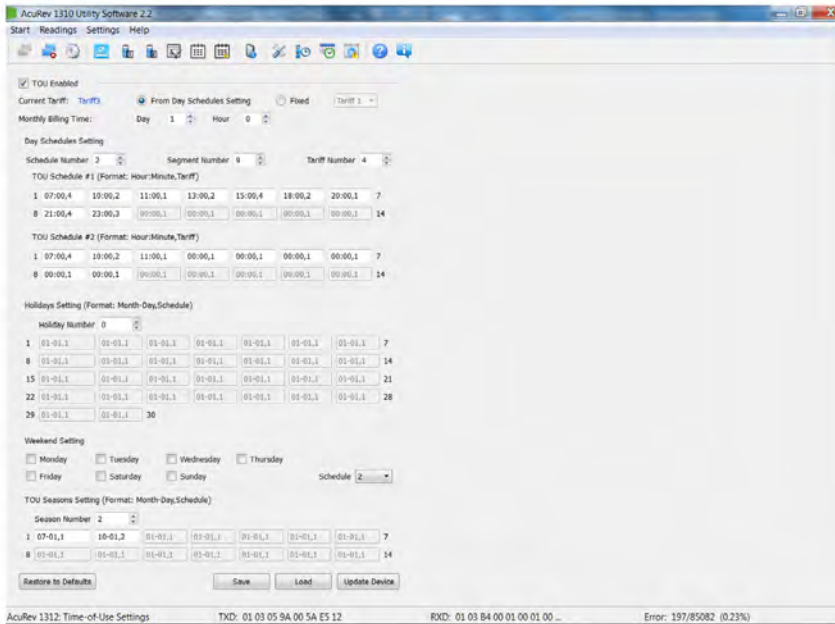 AcuRev 1310 Utility Software 2.2
Start Readings Settings Help
TOU Enabled
Current Tariff: Tariff3 From Day Schedules Setting Fixed Tariff 1
Monthly Billing Time: Day 1 Hour 0
Day Schedules Setting
Schedule Number 2 Segment Number 9 Tariff Number 4
TOU Schedule #1 (Format: Hour:Minute,Tariff)
1 07:00,4 10:00,2 11:00,1 13:00,2 15:00,4 18:00,2 20:00,1 7
8 21:00,4 23:00,3 00:00,1 00:00,1 00:00,1 00:00,1 00:00,1 14
TOU Schedule #2 (Format: Hour:Minute,Tariff)
1 07:00,4 10:00,2 11:00,1 00:00,1 00:00,1 00:00,1 00:00,1 7
8 00:00,1 00:00,1 00:00,1 00:00,1 00:00,1 00:00,1 00:00,1 14
Holidays Setting (Format: Month-Day,Schedule)
Holiday Number 0
1 01-01,1 01-01,1 01-01,1 01-01,1 01-01,1 01-01,1 01-01,1 7
8 01-01,1 01-01,1 01-01,1 01-01,1 01-01,1 01-01,1 01-01,1 14
15 01-01,1 01-01,1 01-01,1 01-01,1 01-01,1 01-01,1 01-01,1 21
22 01-01,1 01-01,1 01-01,1 01-01,1 01-01,1 01-01,1 01-01,1 28
29 01-01,1 01-01,1 30
Weekend Setting
Monday Tuesday Wednesday Thursday
Friday Saturday Sunday Schedule 2
TOU Seasons Setting (Format: Month-Day,Schedule)
Season Number 2
1 07-01,1 10-01,2 01-01,1 01-01,1 01-01,1 01-01,1 01-01,1 7
8 01-01,1 01-01,1 01-01,1 01-01,1 01-01,1 01-01,1 01-01,1 14
Restore to Defaults Save Load Update Device
AcuRev 1312: Time-of-Use Settings TXD: 01 03 05 9A 00 5A E5 12 RXD: 01 03 B4 00 01 00 01 00 ... Error: 197/85082 (0.23%)